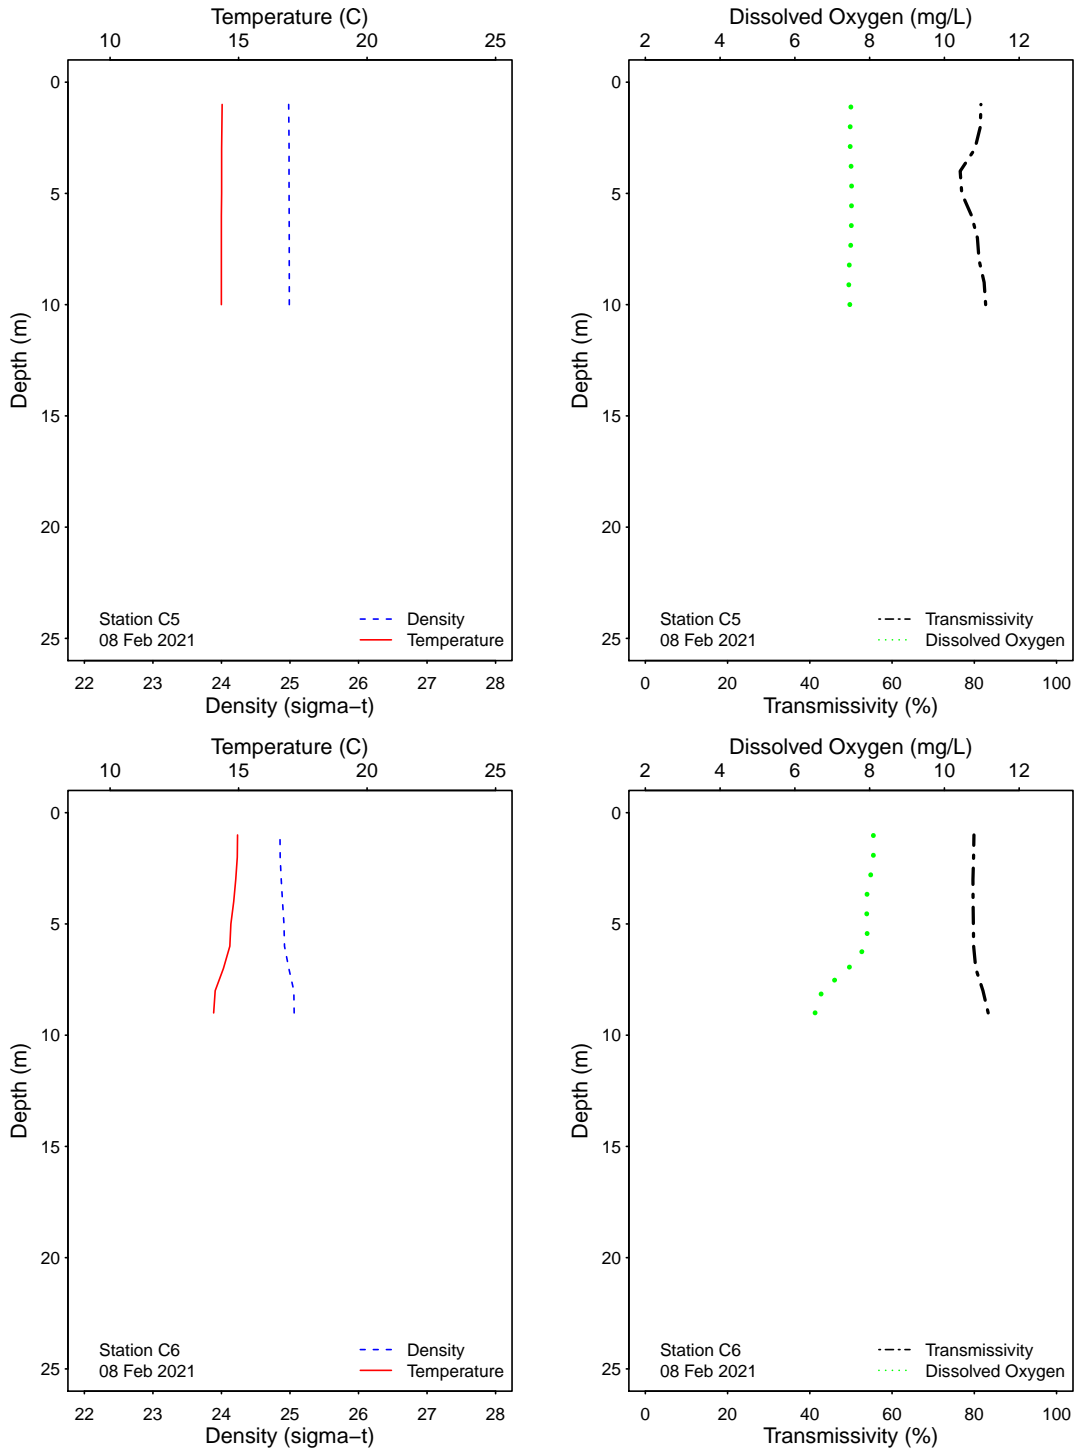 Temperature (C)
10 15 20 25
0
5
10
15
20
25
Depth (m)
Station C5
08 Feb 2021
Density
Temperature
22 23 24 25 26 27 28
Density (sigma−t)
Dissolved Oxygen (mg/L)
2 4 6 8 10 12
0
5
10
15
20
25
Depth (m)
Station C5
08 Feb 2021
Transmissivity
Dissolved Oxygen
0 20 40 60 80 100
Transmissivity (%)
Temperature (C)
10 15 20 25
0
5
10
15
20
25
Depth (m)
Station C6
08 Feb 2021
Density
Temperature
22 23 24 25 26 27 28
Density (sigma−t)
Dissolved Oxygen (mg/L)
2 4 6 8 10 12
0
5
10
15
20
25
Depth (m)
Station C6
08 Feb 2021
Transmissivity
Dissolved Oxygen
0 20 40 60 80 100
Transmissivity (%)